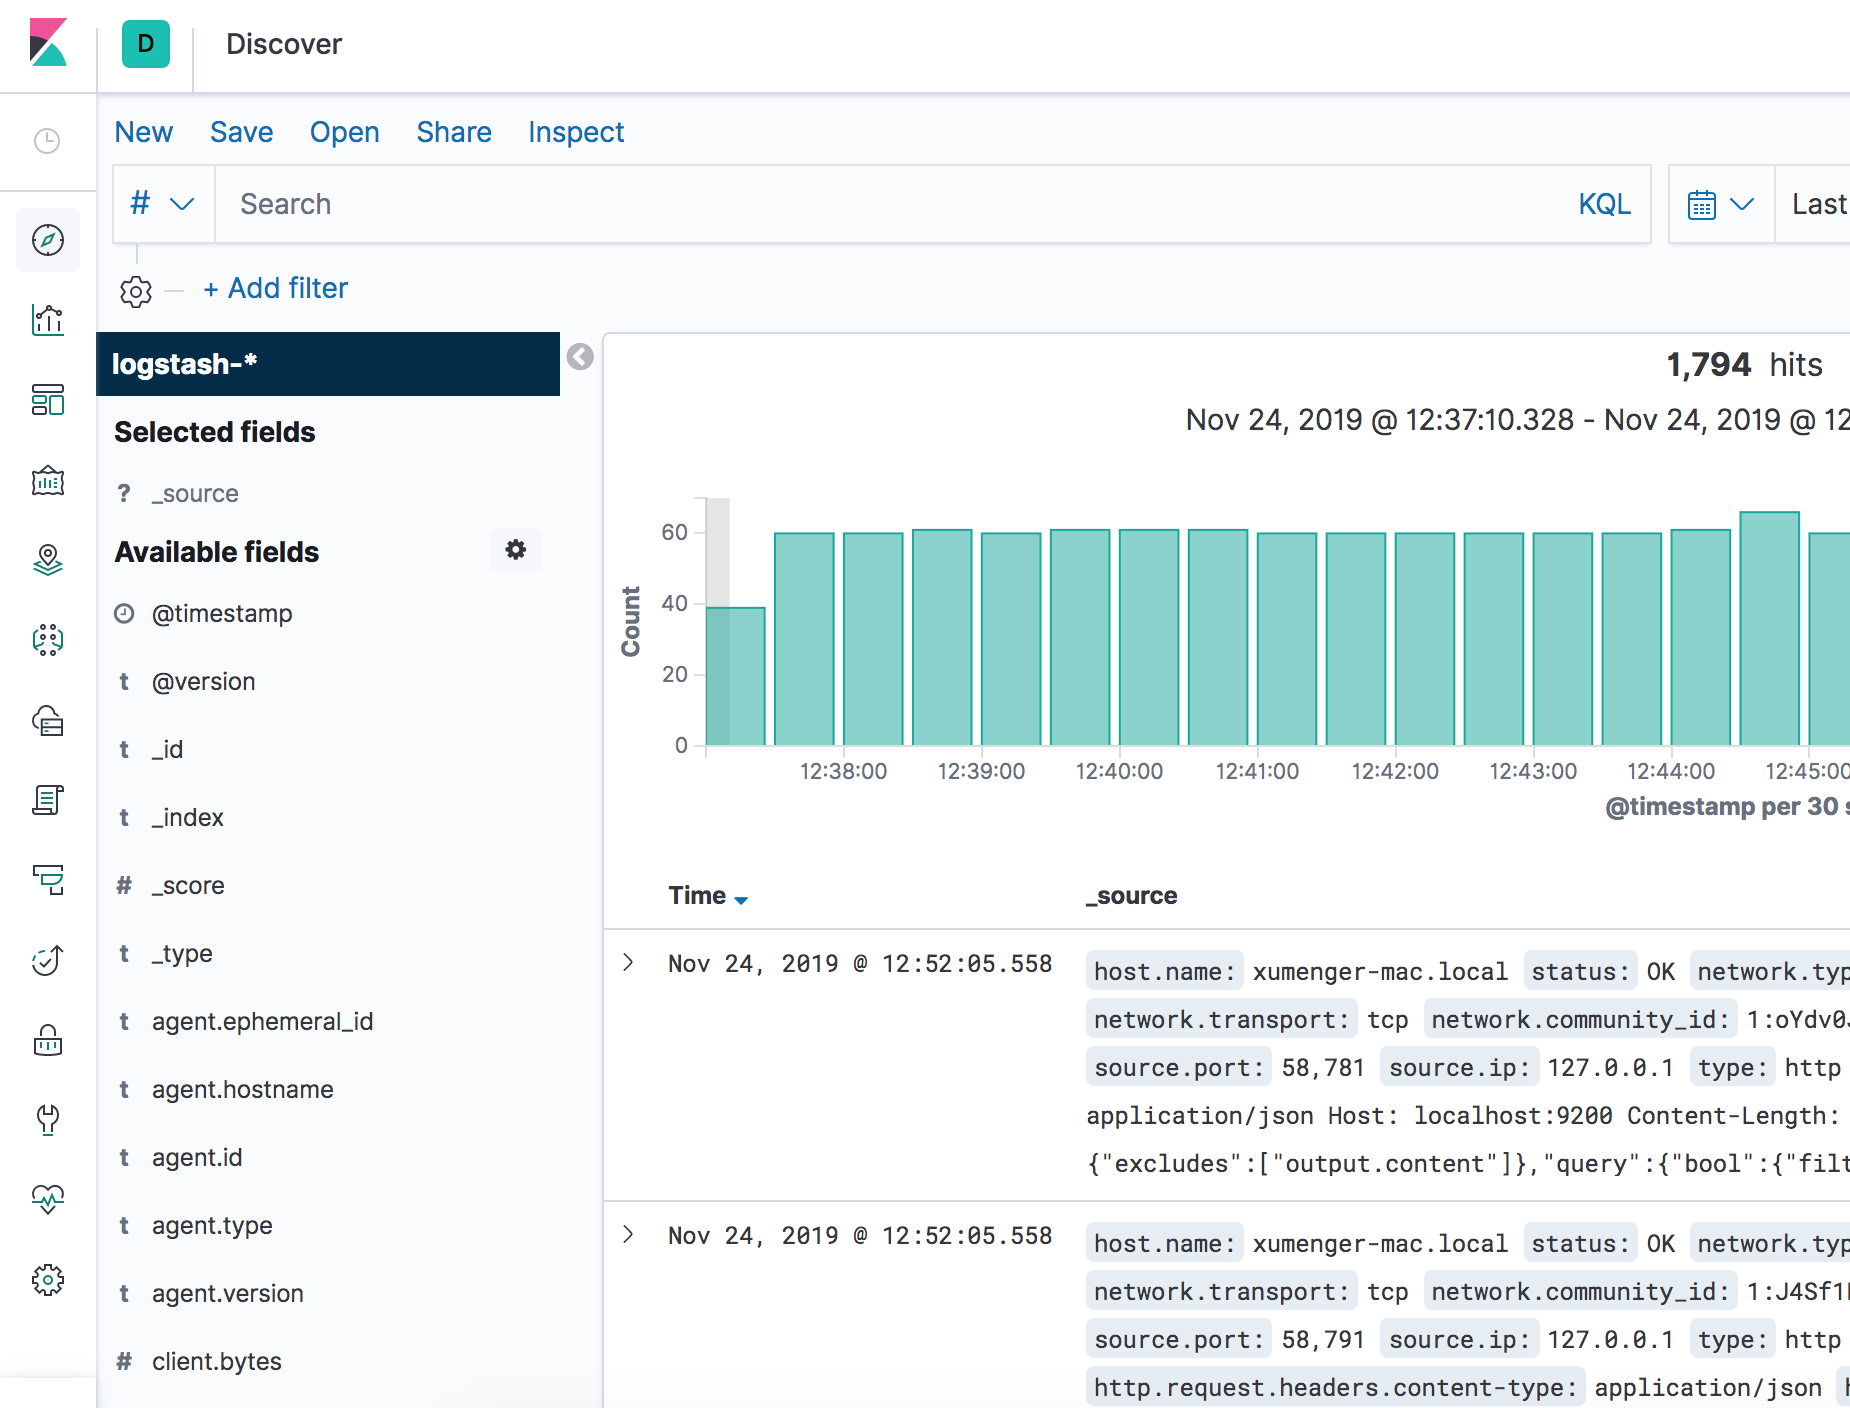 D Discover
New Save Open Share Inspect
# Search KQL Last
+ Add filter
logstash-*
Selected fields
? _source
Available fields
@timestamp
t @version
t _id
t _index
# _score
t _type
t agent.ephemeral_id
t agent.hostname
t agent.id
t agent.type
t agent.version
# client.bytes
1,794 hits
Nov 24, 2019 @ 12:37:10.328 - Nov 24, 2019 @ 12
Count
60
40
20
0
12:38:00 12:39:00 12:40:00 12:41:00 12:42:00 12:43:00 12:44:00 12:45:00
@timestamp per 30 s
Time _source
Nov 24, 2019 @ 12:52:05.558 host.name: xumenger-mac.local status: OK network.typ
network.transport: tcp network.community_id: 1:oYdv0
source.port: 58,781 source.ip: 127.0.0.1 type: http
application/json Host: localhost:9200 Content-Length:
{"excludes":["output.content"]},"query":{"bool":{"filt
Nov 24, 2019 @ 12:52:05.558 host.name: xumenger-mac.local status: OK network.typ
network.transport: tcp network.community_id: 1:J4Sf1
source.port: 58,791 source.ip: 127.0.0.1 type: http
http.request.headers.content-type: application/json